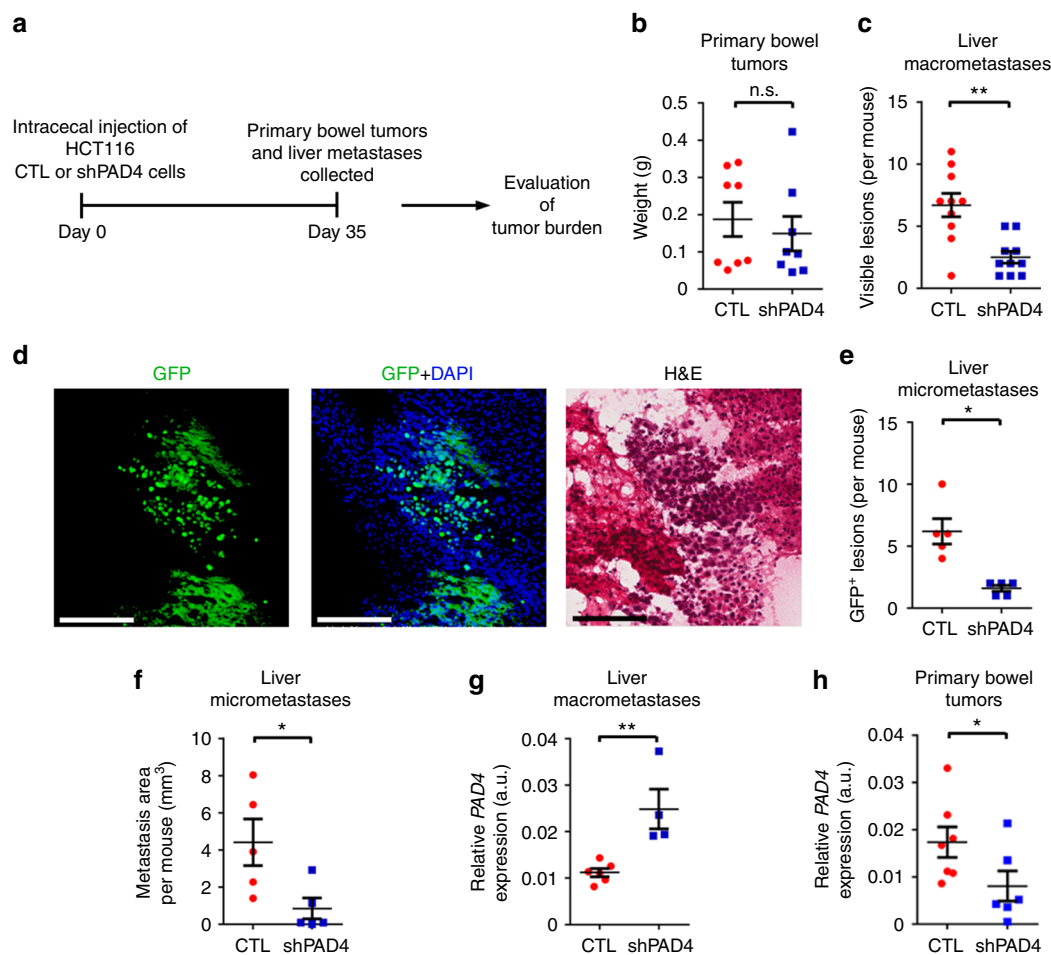 a
Intracecal injection of
HCT116
CTL or shPAD4 cells
Day 0
Primary bowel tumors
and liver metastases
collected
Day 35
Evaluation
of
tumor burden
b
Primary bowel
tumors
n.s.
Weight (g)
0.5
0.4
0.3
0.2
0.1
0
CTL shPAD4
c
Liver
macrometastases
**
Visible lesions (per mouse)
15
10
5
0
CTL shPAD4
d
GFP
GFP+DAPI
H&E
e
Liver
micrometastases
*
GFP⁺ lesions (per mouse)
15
10
5
0
CTL shPAD4
f
Liver
micrometastases
*
Metastasis area
per mouse (mm³)
10
8
6
4
2
0
CTL shPAD4
g
Liver
macrometastases
**
Relative PAD4
expression (a.u.)
0.04
0.03
0.02
0.01
0
CTL shPAD4
h
Primary bowel
tumors
*
Relative PAD4
expression (a.u.)
0.04
0.03
0.02
0.01
0
CTL shPAD4